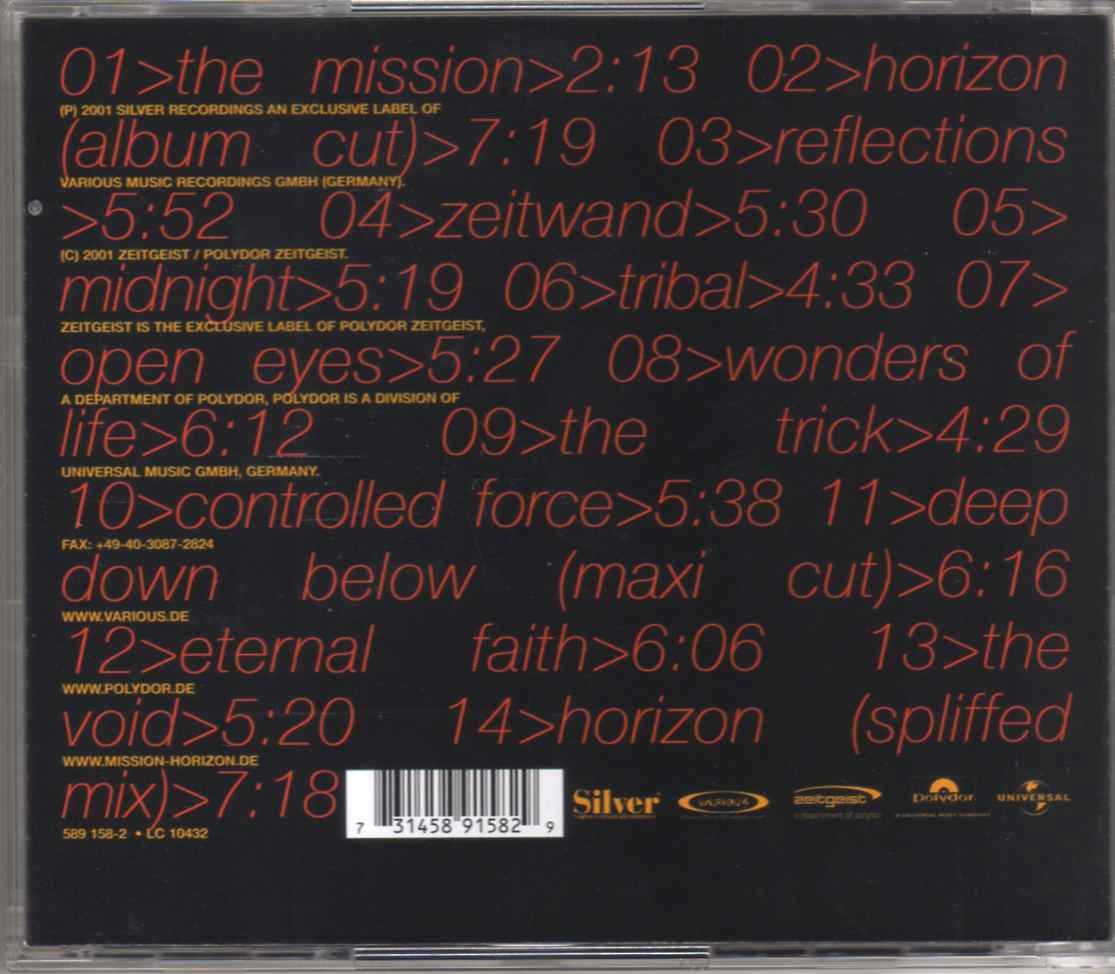 01>the mission>2:13 02>horizon
(P) 2001 SILVER RECORDINGS AN EXCLUSIVE LABEL OF
(album cut)>7:19 03>reflections
VARIOUS MUSIC RECORDINGS GMBH (GERMANY).
>5:52 04>zeitwand>5:30 05>
(C) 2001 ZEITGEIST / POLYDOR ZEITGEIST.
midnight>5:19 06>tribal>4:33 07>
ZEITGEIST IS THE EXCLUSIVE LABEL OF POLYDOR ZEITGEIST,
open eyes>5:27 08>wonders of
A DEPARTMENT OF POLYDOR, POLYDOR IS A DIVISION OF
life>6:12 09>the trick>4:29
UNIVERSAL MUSIC GMBH, GERMANY.
10>controlled force>5:38 11>deep
FAX: +49-40-3087-2824
down below (maxi cut)>6:16
WWW.VARIOUS.DE
12>eternal faith>6:06 13>the
WWW.POLYDOR.DE
void>5:20 14>horizon (spliffed
WWW.MISSION-HORIZON.DE
mix)>7:18
589 158-2 • LC 10432
7 31458 91582 9
Silver
various
zeitgeist
a department of polydor
polydor
A UNIVERSAL MUSIC COMPANY
UNIVERSAL